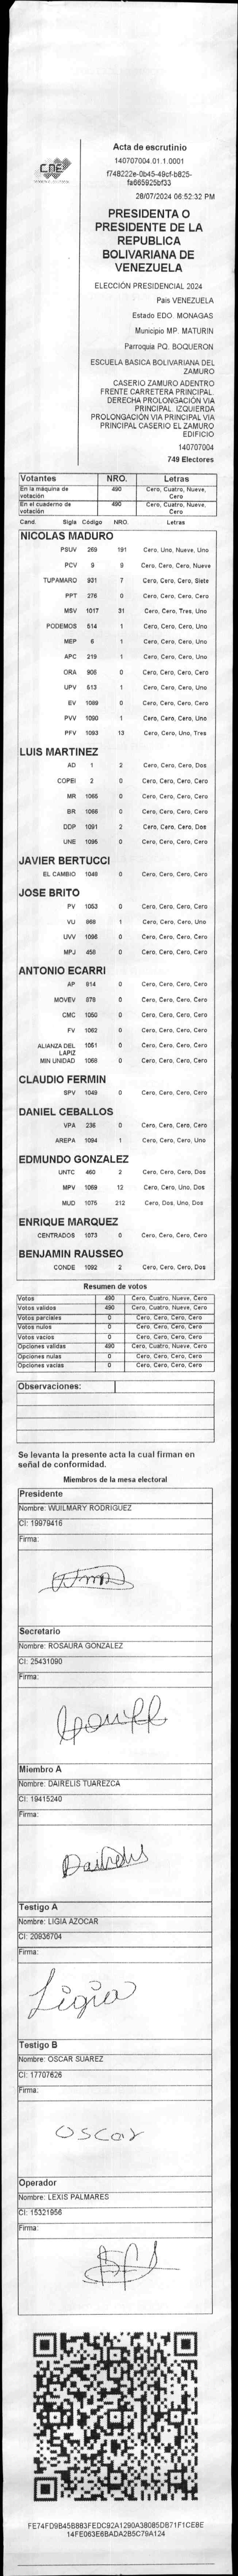 CNE
Acta de escrutinio
140707004.01.1.0001
f748222e-0b45-49cf-b825-
fa665925bf33
28/07/2024 06:52:32 PM
PRESIDENTA O
PRESIDENTE DE LA
REPUBLICA
BOLIVARIANA DE
VENEZUELA
ELECCIÓN PRESIDENCIAL 2024
Pais VENEZUELA
Estado EDO. MONAGAS
Municipio MP. MATURIN
Parroquia PQ. BOQUERON
ESCUELA BASICA BOLIVARIANA DEL
ZAMURO
CASERIO ZAMURO ADENTRO
FRENTE CARRETERA PRINCIPAL.
DERECHA PROLONGACIÓN VIA
PRINCIPAL. IZQUIERDA
PROLONGACIÓN VIA PRINCIPAL VIA
PRINCIPAL CASERIO EL ZAMURO
EDIFICIO
140707004
749 Electores
Votantes NRO. Letras
En la máquina de votación 490 Cero, Cuatro, Nueve, Cero
En el cuaderno de votación 490 Cero, Cuatro, Nueve, Cero
Cand. Sigla Código NRO. Letras
NICOLAS MADURO
PSUV 269 191 Cero, Uno, Nueve, Uno
PCV 9 9 Cero, Cero, Cero, Nueve
TUPAMARO 931 7 Cero, Cero, Cero, Siete
PPT 276 0 Cero, Cero, Cero, Cero
MSV 1017 31 Cero, Cero, Tres, Uno
PODEMOS 514 1 Cero, Cero, Cero, Uno
MEP 6 1 Cero, Cero, Cero, Uno
APC 219 1 Cero, Cero, Cero, Uno
ORA 905 0 Cero, Cero, Cero, Cero
UPV 513 1 Cero, Cero, Cero, Uno
EV 1089 0 Cero, Cero, Cero, Cero
PVV 1090 1 Cero, Cero, Cero, Uno
PFV 1093 13 Cero, Cero, Uno, Tres
LUIS MARTINEZ
AD 1 2 Cero, Cero, Cero, Dos
COPEI 2 0 Cero, Cero, Cero, Cero
MR 1065 0 Cero, Cero, Cero, Cero
BR 1066 0 Cero, Cero, Cero, Cero
DDP 1091 2 Cero, Cero, Cero, Dos
UNE 1095 0 Cero, Cero, Cero, Cero
JAVIER BERTUCCI
EL CAMBIO 1048 0 Cero, Cero, Cero, Cero
JOSE BRITO
PV 1053 0 Cero, Cero, Cero, Cero
VU 868 1 Cero, Cero, Cero, Uno
UVV 1096 0 Cero, Cero, Cero, Cero
MPJ 458 0 Cero, Cero, Cero, Cero
ANTONIO ECARRI
AP 814 0 Cero, Cero, Cero, Cero
MOVEV 878 0 Cero, Cero, Cero, Cero
CMC 1050 0 Cero, Cero, Cero, Cero
FV 1062 0 Cero, Cero, Cero, Cero
ALIANZA DEL LAPIZ 1051 0 Cero, Cero, Cero, Cero
MIN UNIDAD 1068 0 Cero, Cero, Cero, Cero
CLAUDIO FERMIN
SPV 1049 0 Cero, Cero, Cero, Cero
DANIEL CEBALLOS
VPA 236 0 Cero, Cero, Cero, Cero
AREPA 1094 1 Cero, Cero, Cero, Uno
EDMUNDO GONZALEZ
UNTC 460 2 Cero, Cero, Cero, Dos
MPV 1069 12 Cero, Cero, Uno, Dos
MUD 1075 212 Cero, Dos, Uno, Dos
ENRIQUE MARQUEZ
CENTRADOS 1073 0 Cero, Cero, Cero, Cero
BENJAMIN RAUSSEO
CONDE 1092 2 Cero, Cero, Cero, Dos
Resumen de votos
Votos 490 Cero, Cuatro, Nueve, Cero
Votos validos 490 Cero, Cuatro, Nueve, Cero
Votos parciales 0 Cero, Cero, Cero, Cero
Votos nulos 0 Cero, Cero, Cero, Cero
Votos vacios 0 Cero, Cero, Cero, Cero
Opciones validas 490 Cero, Cuatro, Nueve, Cero
Opciones nulas 0 Cero, Cero, Cero, Cero
Opciones vacias 0 Cero, Cero, Cero, Cero
Observaciones:
Se levanta la presente acta la cual firman en
señal de conformidad.
Miembros de la mesa electoral
Presidente
Nombre: WUILMARY RODRIGUEZ
CI: 19979416
Firma:
Secretario
Nombre: ROSAURA GONZALEZ
CI: 25431090
Firma:
Miembro A
Nombre: DAIRELIS TUAREZCA
CI: 19415240
Firma:
Dairelis
Testigo A
Nombre: LIGIA AZOCAR
CI: 20936704
Firma:
Ligia
Testigo B
Nombre: OSCAR SUAREZ
CI: 17707626
Firma:
Oscar
Operador
Nombre: LEXIS PALMARES
CI: 15321956
Firma:
FE74FD9B45B883FEDC92A1290A38085DB71F1CE8E
14FE063E6BADA2B5C79A124